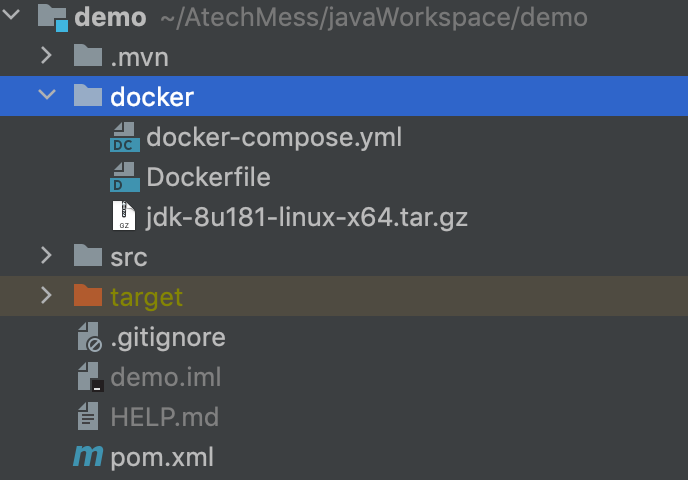 demo ~/AtechMess/javaWorkspace/demo
.mvn
docker
DC docker-compose.yml
D Dockerfile
GZ jdk-8u181-linux-x64.tar.gz
src
target
.gitignore
demo.iml
HELP.md
m pom.xml